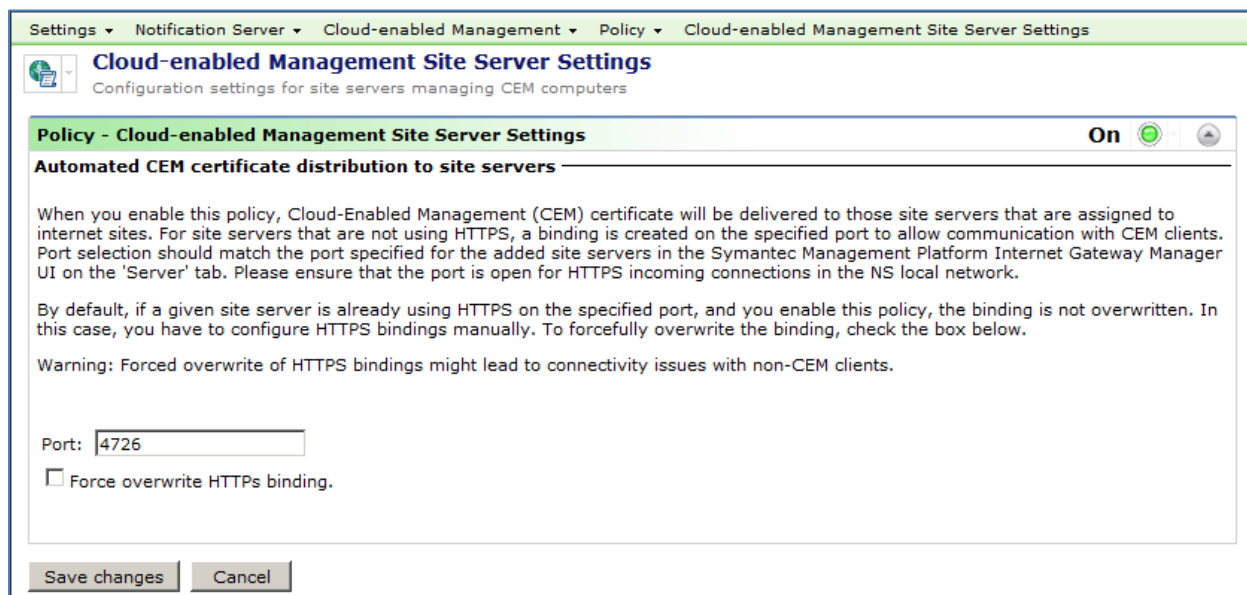 Settings Notification Server Cloud-enabled Management Policy Cloud-enabled Management Site Server Settings
Cloud-enabled Management Site Server Settings
Configuration settings for site servers managing CEM computers
Policy - Cloud-enabled Management Site Server Settings On
Automated CEM certificate distribution to site servers
When you enable this policy, Cloud-Enabled Management (CEM) certificate will be delivered to those site servers that are assigned to
internet sites. For site servers that are not using HTTPS, a binding is created on the specified port to allow communication with CEM clients.
Port selection should match the port specified for the added site servers in the Symantec Management Platform Internet Gateway Manager
UI on the 'Server' tab. Please ensure that the port is open for HTTPS incoming connections in the NS local network.
By default, if a given site server is already using HTTPS on the specified port, and you enable this policy, the binding is not overwritten. In
this case, you have to configure HTTPS bindings manually. To forcefully overwrite the binding, check the box below.
Warning: Forced overwrite of HTTPS bindings might lead to connectivity issues with non-CEM clients.
Port: 4726
Force overwrite HTTPs binding.
Save changes Cancel